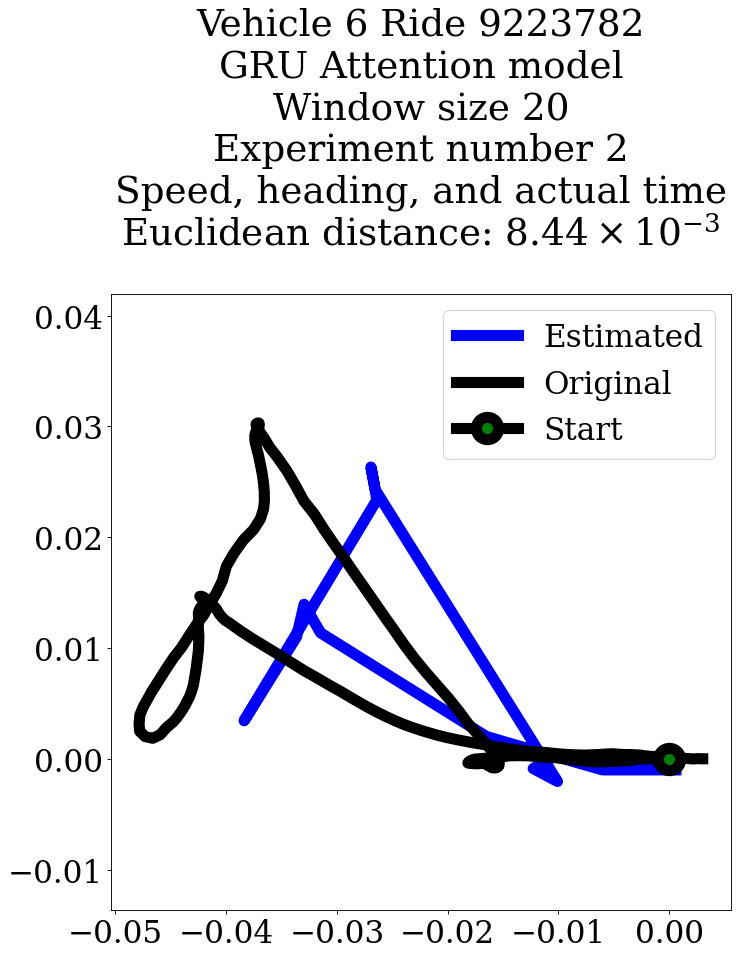 Vehicle 6 Ride 9223782
GRU Attention model
Window size 20
Experiment number 2
Speed, heading, and actual time
Euclidean distance: 8.44 × 10⁻³
Estimated
Original
Start
0.04
0.03
0.02
0.01
0.00
−0.01
−0.05 −0.04 −0.03 −0.02 −0.01 0.00